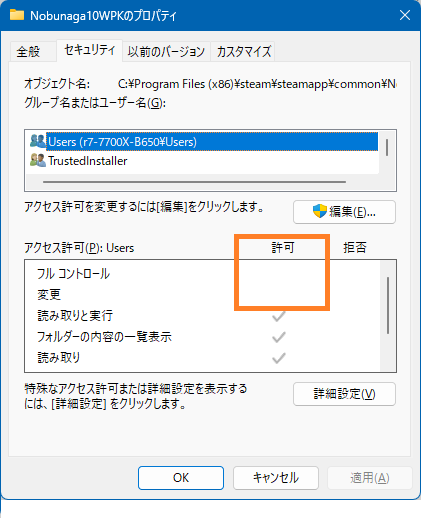 Nobunaga10WPKのプロパティ
全般 セキュリティ 以前のバージョン カスタマイズ
オブジェクト名: C:¥Program Files (x86)¥steam¥steamapp¥common¥No
グループ名またはユーザー名(G):
Users (r7-7700X-B650¥Users)
TrustedInstaller
アクセス許可を変更するには[編集]をクリックします。 編集(E)...
アクセス許可(P): Users 許可 拒否
フル コントロール
変更
読み取りと実行
フォルダーの内容の一覧表示
読み取り
特殊なアクセス許可または詳細設定を表示する
には、[詳細設定] をクリックします。 詳細設定(V)
OK キャンセル 適用(A)